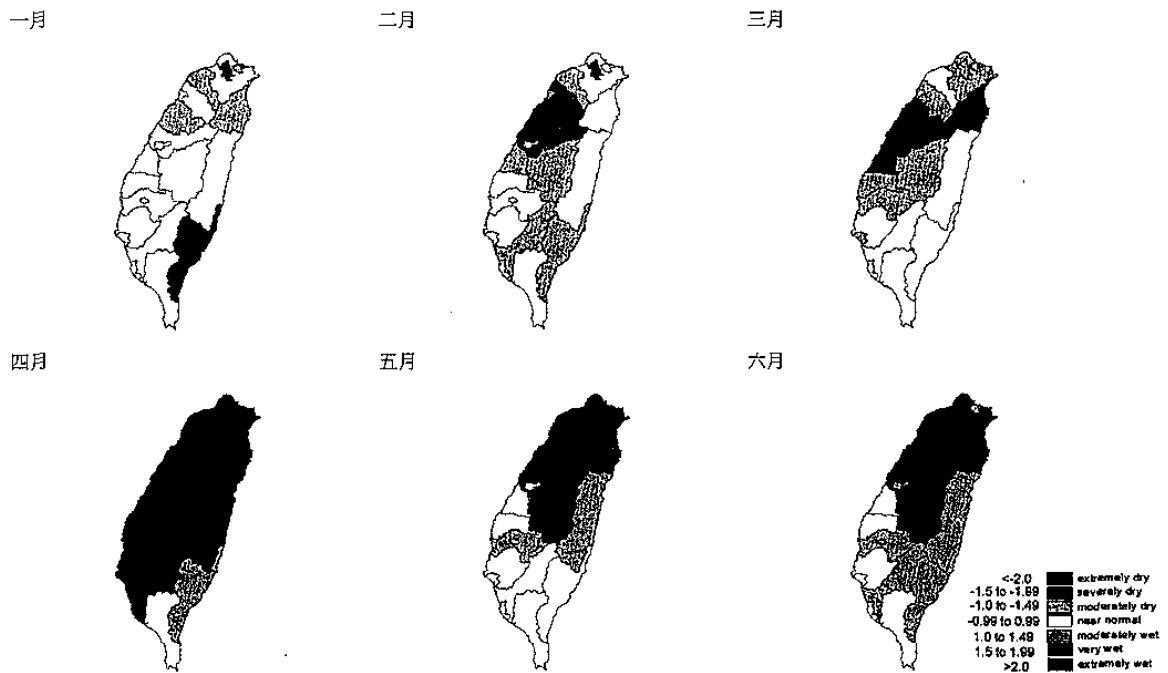 一月
二月
三月
四月
五月
六月
<-2.0 extremely dry
-1.5 to -1.99 severely dry
-1.0 to -1.49 moderately dry
-0.99 to 0.99 near normal
1.0 to 1.49 moderately wet
1.5 to 1.99 very wet
>2.0 extremely wet